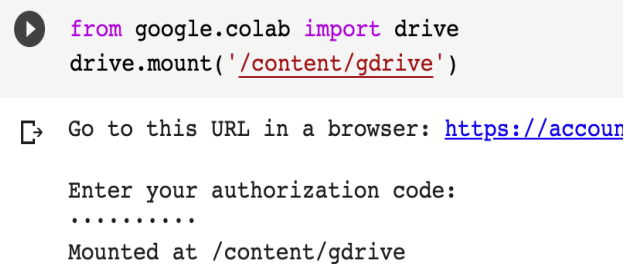 from google.colab import drive
drive.mount('/content/gdrive')
Go to this URL in a browser: https://accoun
Enter your authorization code:
··········
Mounted at /content/gdrive